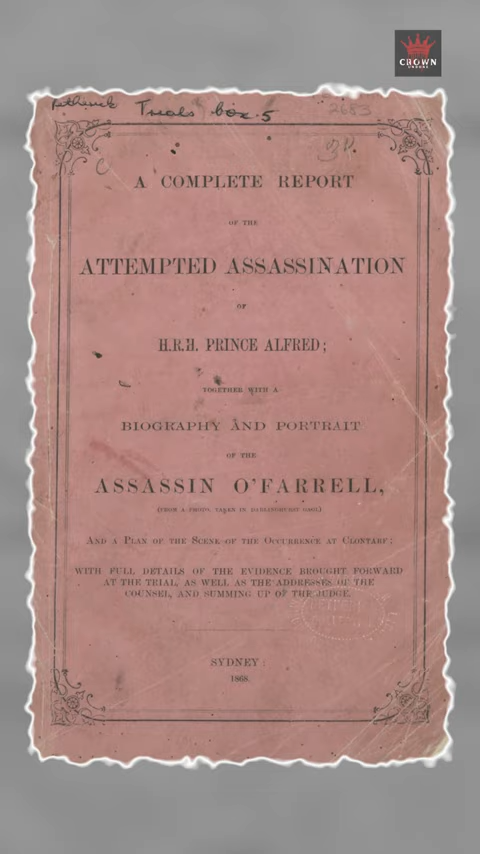 CROWN
Petherick Trials box 5
2683
A COMPLETE REPORT
OF THE
ATTEMPTED ASSASSINATION
OF
H.R.H. PRINCE ALFRED;
TOGETHER WITH A
BIOGRAPHY AND PORTRAIT
OF THE
ASSASSIN O'FARRELL,
(FROM A PHOTO. TAKEN IN DARLINGHURST GAOL)
AND A PLAN OF THE SCENE OF THE OCCURRENCE AT CLONTARF;
WITH FULL DETAILS OF THE EVIDENCE BROUGHT FORWARD
AT THE TRIAL, AS WELL AS THE ADDRESSES OF THE
COUNSEL, AND SUMMING UP OF THE JUDGE.
SYDNEY:
1868.